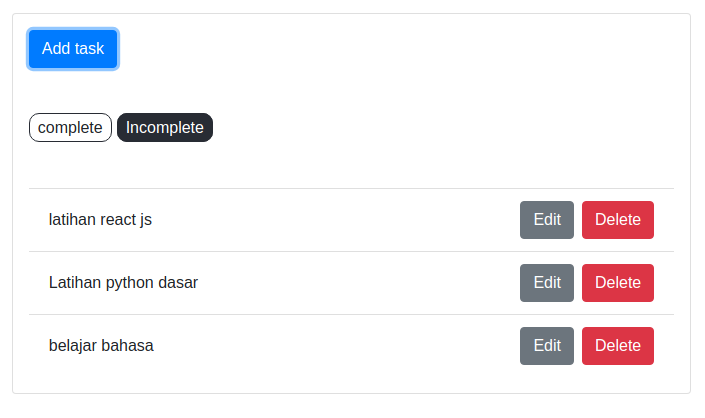 Add task
complete Incomplete
latihan react js Edit Delete
Latihan python dasar Edit Delete
belajar bahasa Edit Delete